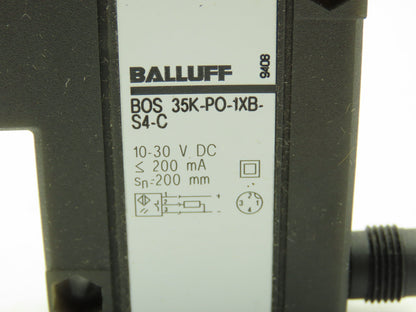 BALLUFF
9408
BOS 35K-PO-1XB-
S4-C
10-30 V DC
≤ 200 mA
sn=200 mm